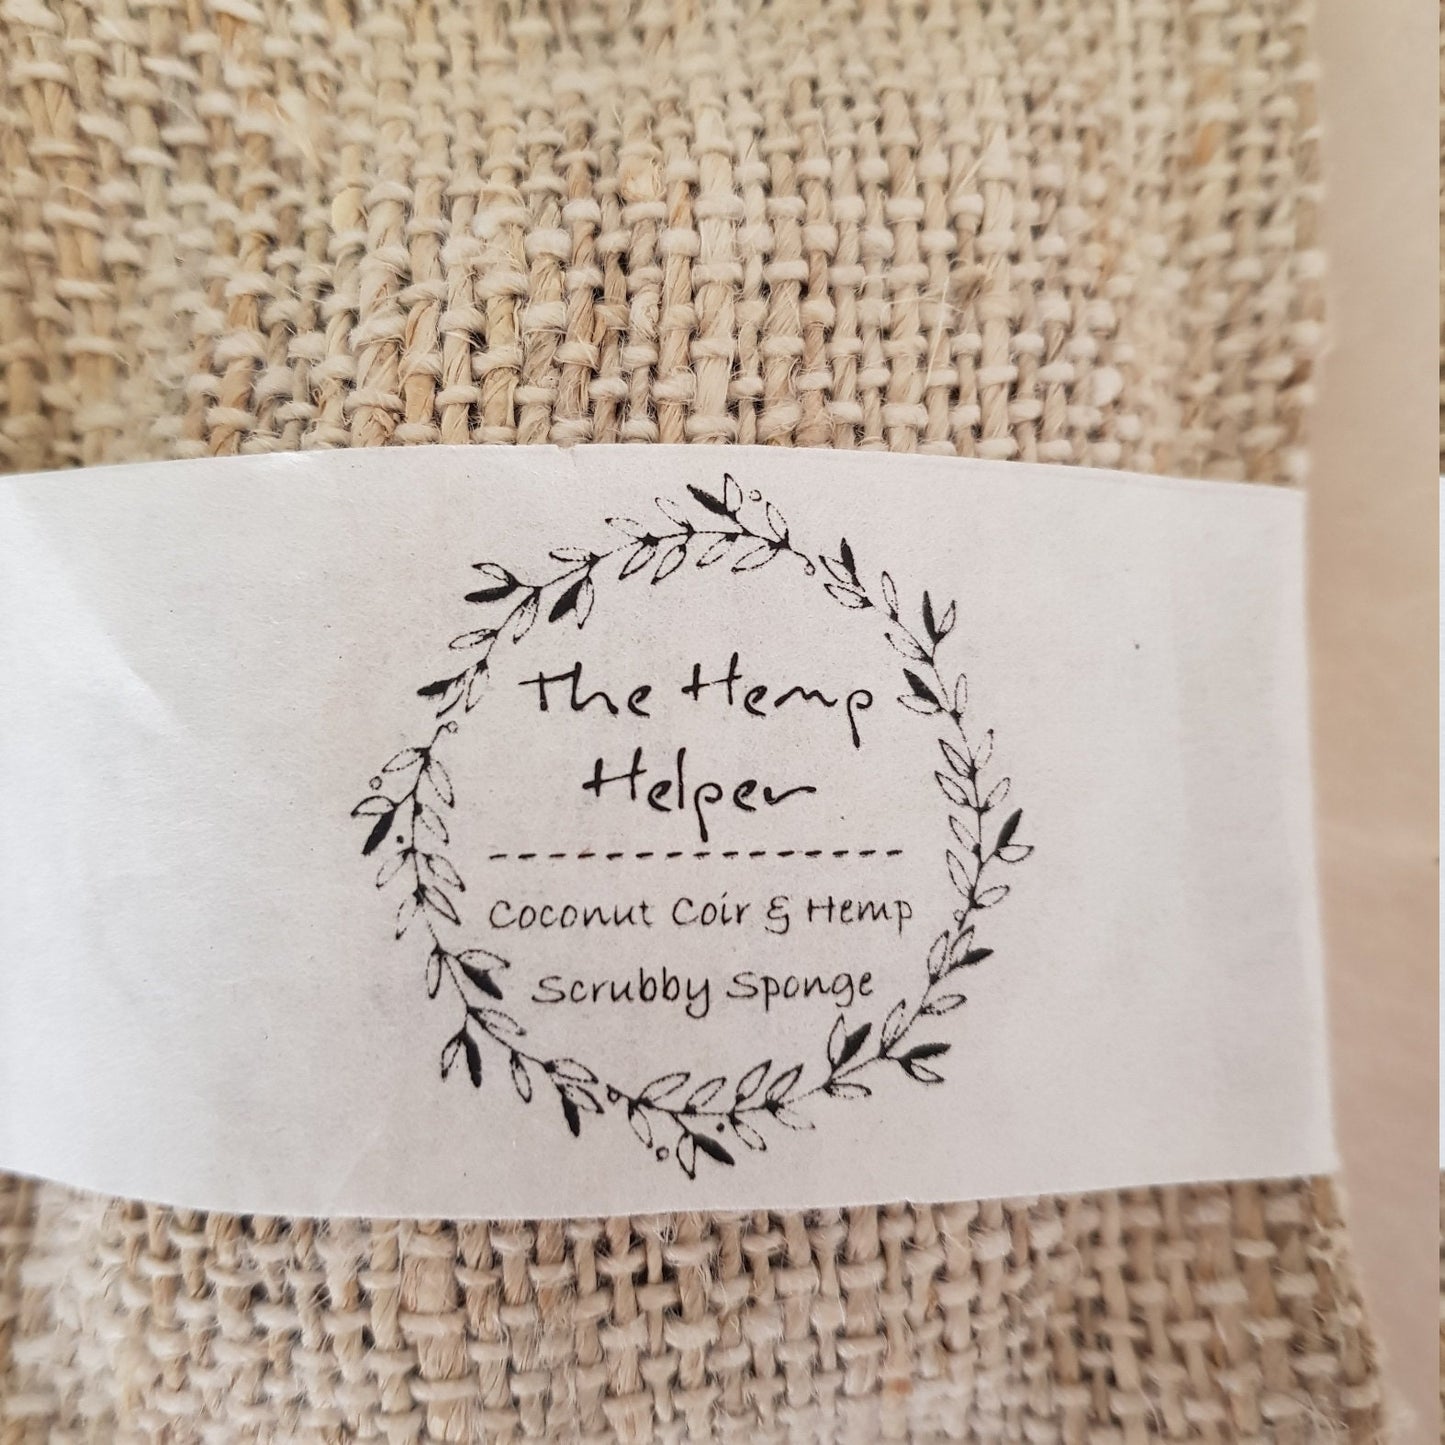 The Hemp
Helper
Coconut Coir & Hemp
Scrubby Sponge